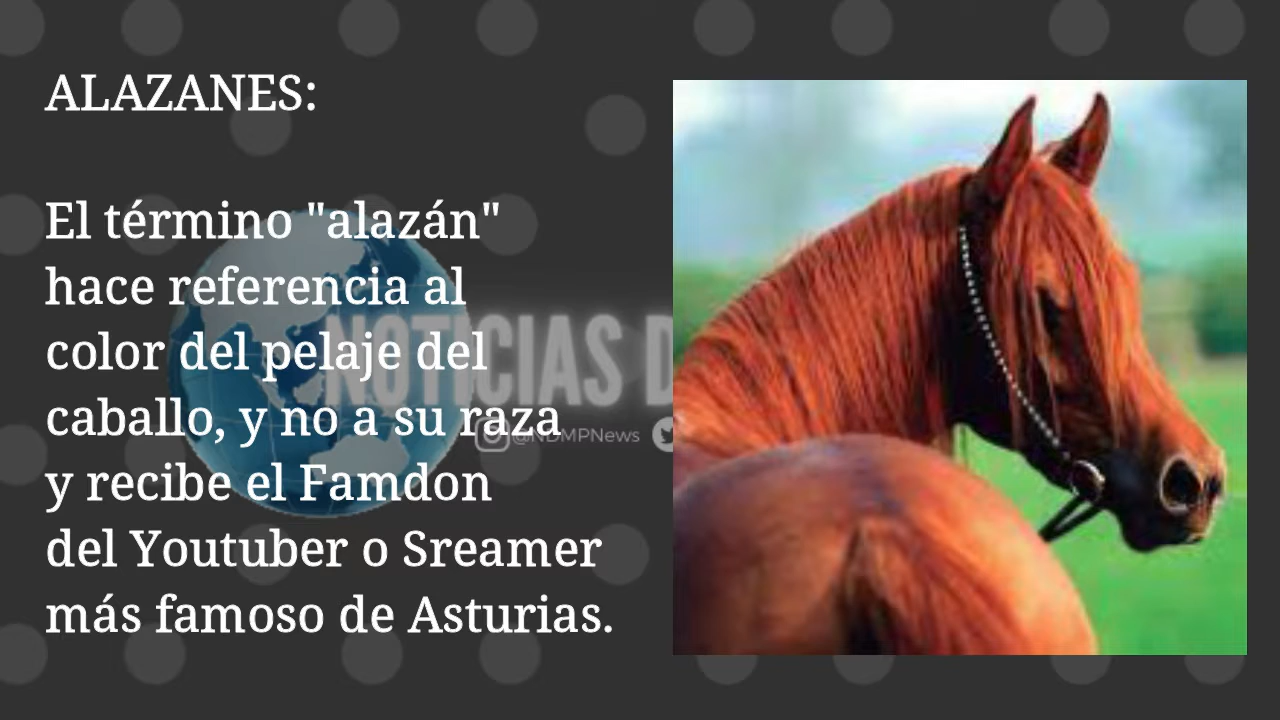 ALAZANES:
El término "alazán"
hace referencia al
color del pelaje del
NOTICIAS D
caballo, y no a su raza
@NDMPNews
y recibe el Famdon
del Youtuber o Sreamer
más famoso de Asturias.